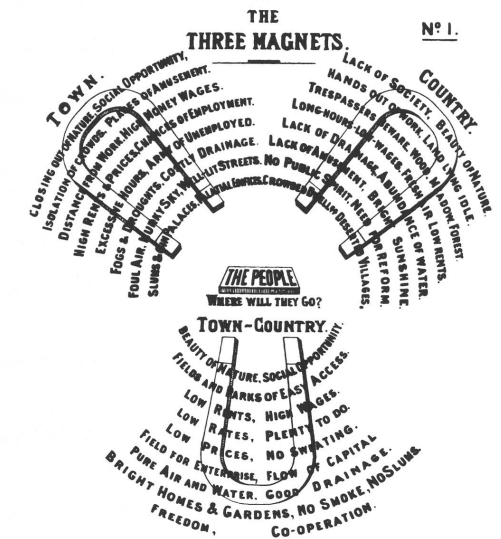 THE
THREE MAGNETS.
Nº 1.
TOWN.
CLOSING OUT OF NATURE. SOCIAL OPPORTUNITY.
ISOLATION OF CROWDS. PLACES OF AMUSEMENT.
DISTANCE FROM WORK. HIGH MONEY WAGES.
HIGH RENTS & PRICES. CHANCES OF EMPLOYMENT.
EXCESSIVE HOURS. ARMY OF UNEMPLOYED.
FOGS & DROUGHTS. COSTLY DRAINAGE.
FOUL AIR. MURKY SKY. WELL-LIT STREETS.
SLUMS & GIN PALACES. PALATIAL EDIFICES.
COUNTRY.
LACK OF SOCIETY. BEAUTY OF NATURE.
HANDS OUT OF WORK. LAND LYING IDLE.
TRESPASSERS BEWARE. WOOD, MEADOW, FOREST.
LONG HOURS-LOW WAGES. FRESH AIR. LOW RENTS.
LACK OF DRAINAGE. ABUNDANCE OF WATER.
LACK OF AMUSEMENT. BRIGHT SUNSHINE.
NO PUBLIC SPIRIT. NEED FOR REFORM.
CROWDED DWELLINGS. DESERTED VILLAGES,
THE PEOPLE
WHERE WILL THEY GO?
TOWN-COUNTRY.
BEAUTY OF NATURE, SOCIAL OPPORTUNITY.
FIELDS AND PARKS OF EASY ACCESS.
LOW RENTS, HIGH WAGES.
LOW RATES, PLENTY TO DO.
LOW PRICES, NO SWEATING.
FIELD FOR ENTERPRISE, FLOW OF CAPITAL
PURE AIR AND WATER. GOOD DRAINAGE.
BRIGHT HOMES & GARDENS, NO SMOKE, NO SLUMS.
FREEDOM, CO-OPERATION.